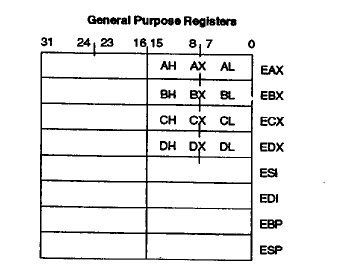 General Purpose Registers
31 24 23 16 15 8 7 0
AH AX AL EAX
BH BX BL EBX
CH CX CL ECX
DH DX DL EDX
ESI
EDI
EBP
ESP